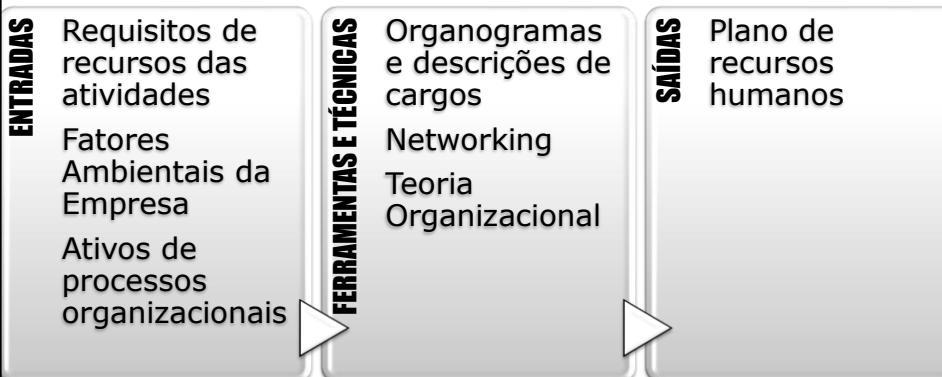 ENTRADAS
Requisitos de
recursos das
atividades
Fatores
Ambientais da
Empresa
Ativos de
processos
organizacionais
FERRAMENTAS E TÉCNICAS
Organogramas
e descrições de
cargos
Networking
Teoria
Organizacional
SAÍDAS
Plano de
recursos
humanos